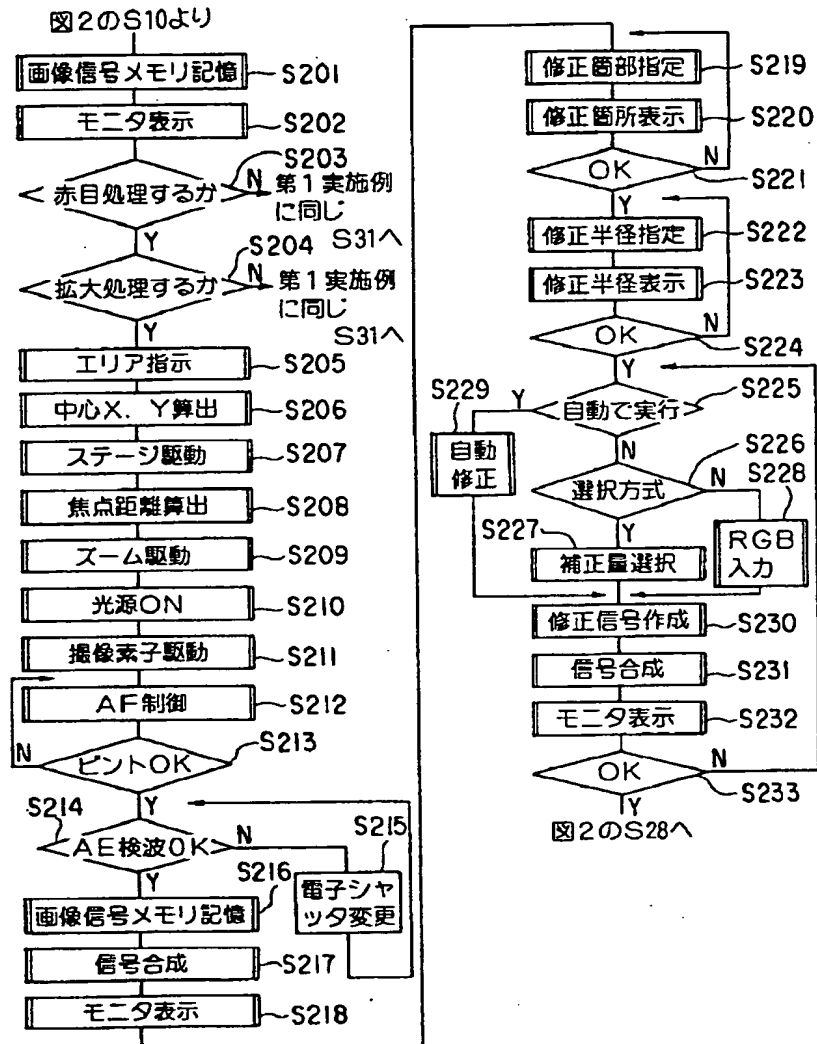 図2のS10より
画像信号メモリ記憶 S201
モニタ表示 S202
S203
赤目処理するか N 第1実施例
に同じ
Y S31へ
S204
拡大処理するか N 第1実施例
に同じ
Y S31へ
エリア指示 S205
中心X．Y算出 S206
ステージ駆動 S207
焦点距離算出 S208
ズーム駆動 S209
光源ON S210
撮像素子駆動 S211
AF制御 S212
S213
N ピントOK
Y
S214
AE検波OK N S215
電子シャ
ッタ変更
Y S216
画像信号メモリ記憶
信号合成 S217
モニタ表示 S218
修正箇部指定 S219
修正箇所表示 S220
OK N S221
Y
修正半径指定 S222
修正半径表示 S223
OK N S224
Y
S225
自動で実行 Y S229
自動
修正
N S226
選択方式 N S228
RGB
入力
Y
S227
補正量選択
修正信号作成 S230
信号合成 S231
モニタ表示 S232
OK N S233
Y
図2のS28へ